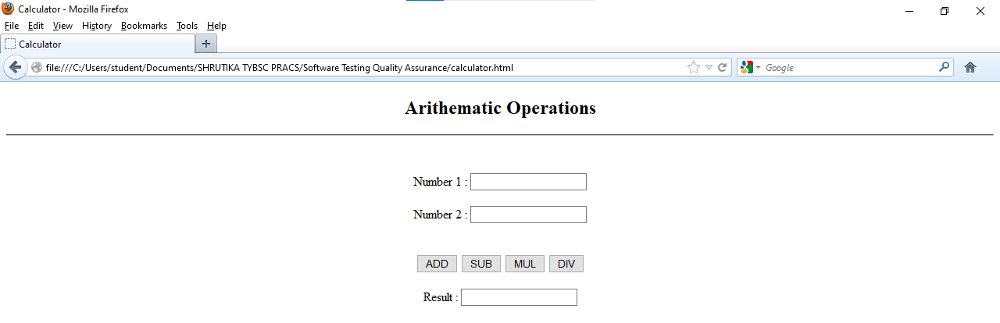 Calculator - Mozilla Firefox
File Edit View History Bookmarks Tools Help
Calculator +
file:///C:/Users/student/Documents/SHRUTIKA TYBSC PRACS/Software Testing Quality Assurance/calculator.html Google
Arithematic Operations
Number 1 :
Number 2 :
ADD SUB MUL DIV
Result :